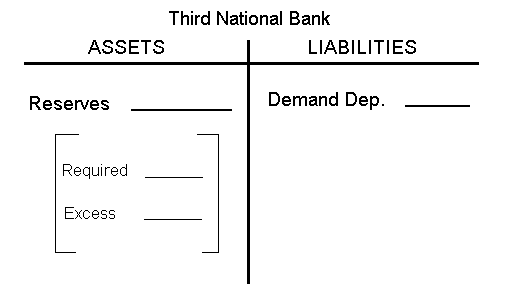 Third National Bank
ASSETS LIABILITIES
Reserves Demand Dep.
Required
Excess